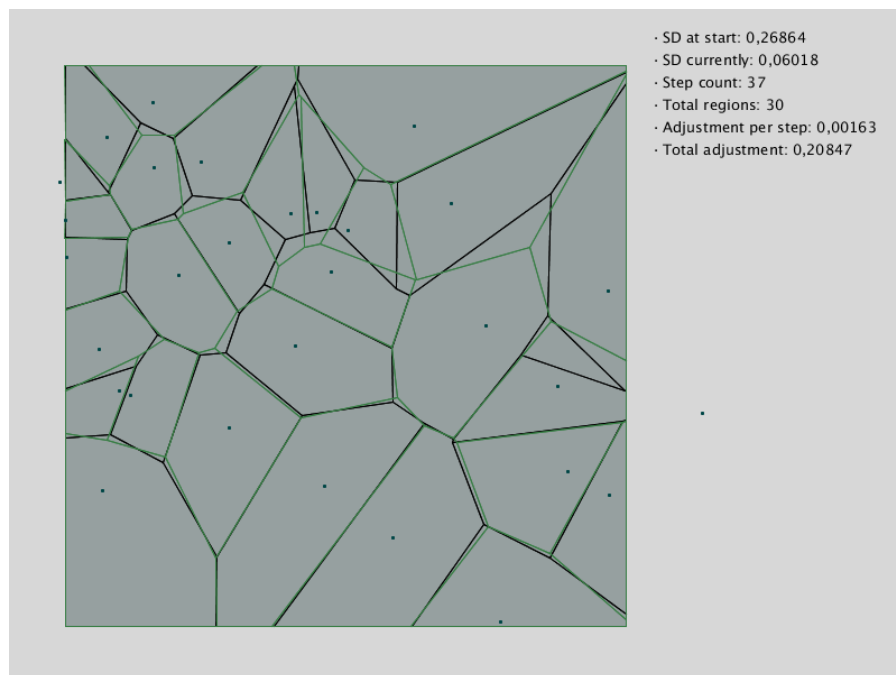 · SD at start: 0,26864
· SD currently: 0,06018
· Step count: 37
· Total regions: 30
· Adjustment per step: 0,00163
· Total adjustment: 0,20847